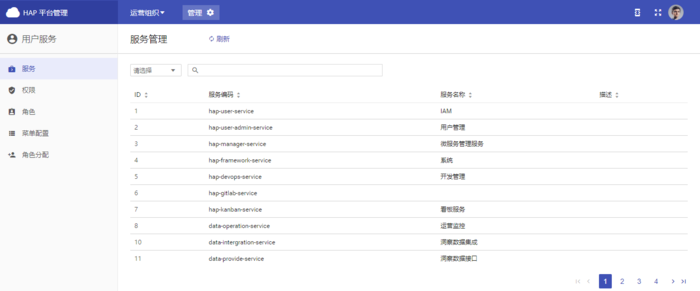 HAP 平台管理
运营组织
管理
用户服务
服务管理
刷新
服务
权限
角色
菜单配置
角色分配
请选择
ID 服务编码 服务名称 描述
1 hap-user-service IAM
2 hap-user-admin-service 用户管理
3 hap-manager-service 微服务管理服务
4 hap-framework-service 系统
5 hap-devops-service 开发管理
6 hap-gitlab-service
7 hap-kanban-service 看板服务
8 data-operation-service 运营监控
10 data-intergration-service 洞察数据集成
11 data-provide-service 洞察数据接口
1 2 3 4